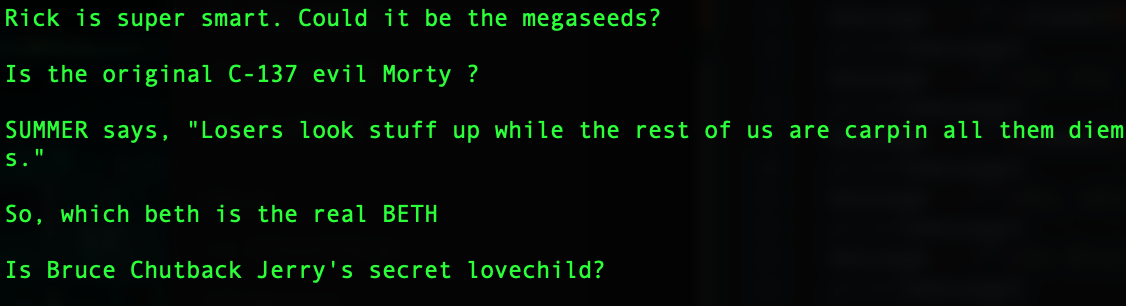 Rick is super smart. Could it be the megaseeds?
Is the original C-137 evil Morty ?
SUMMER says, "Losers look stuff up while the rest of us are carpin all them diem
s."
So, which beth is the real BETH
Is Bruce Chutback Jerry's secret lovechild?